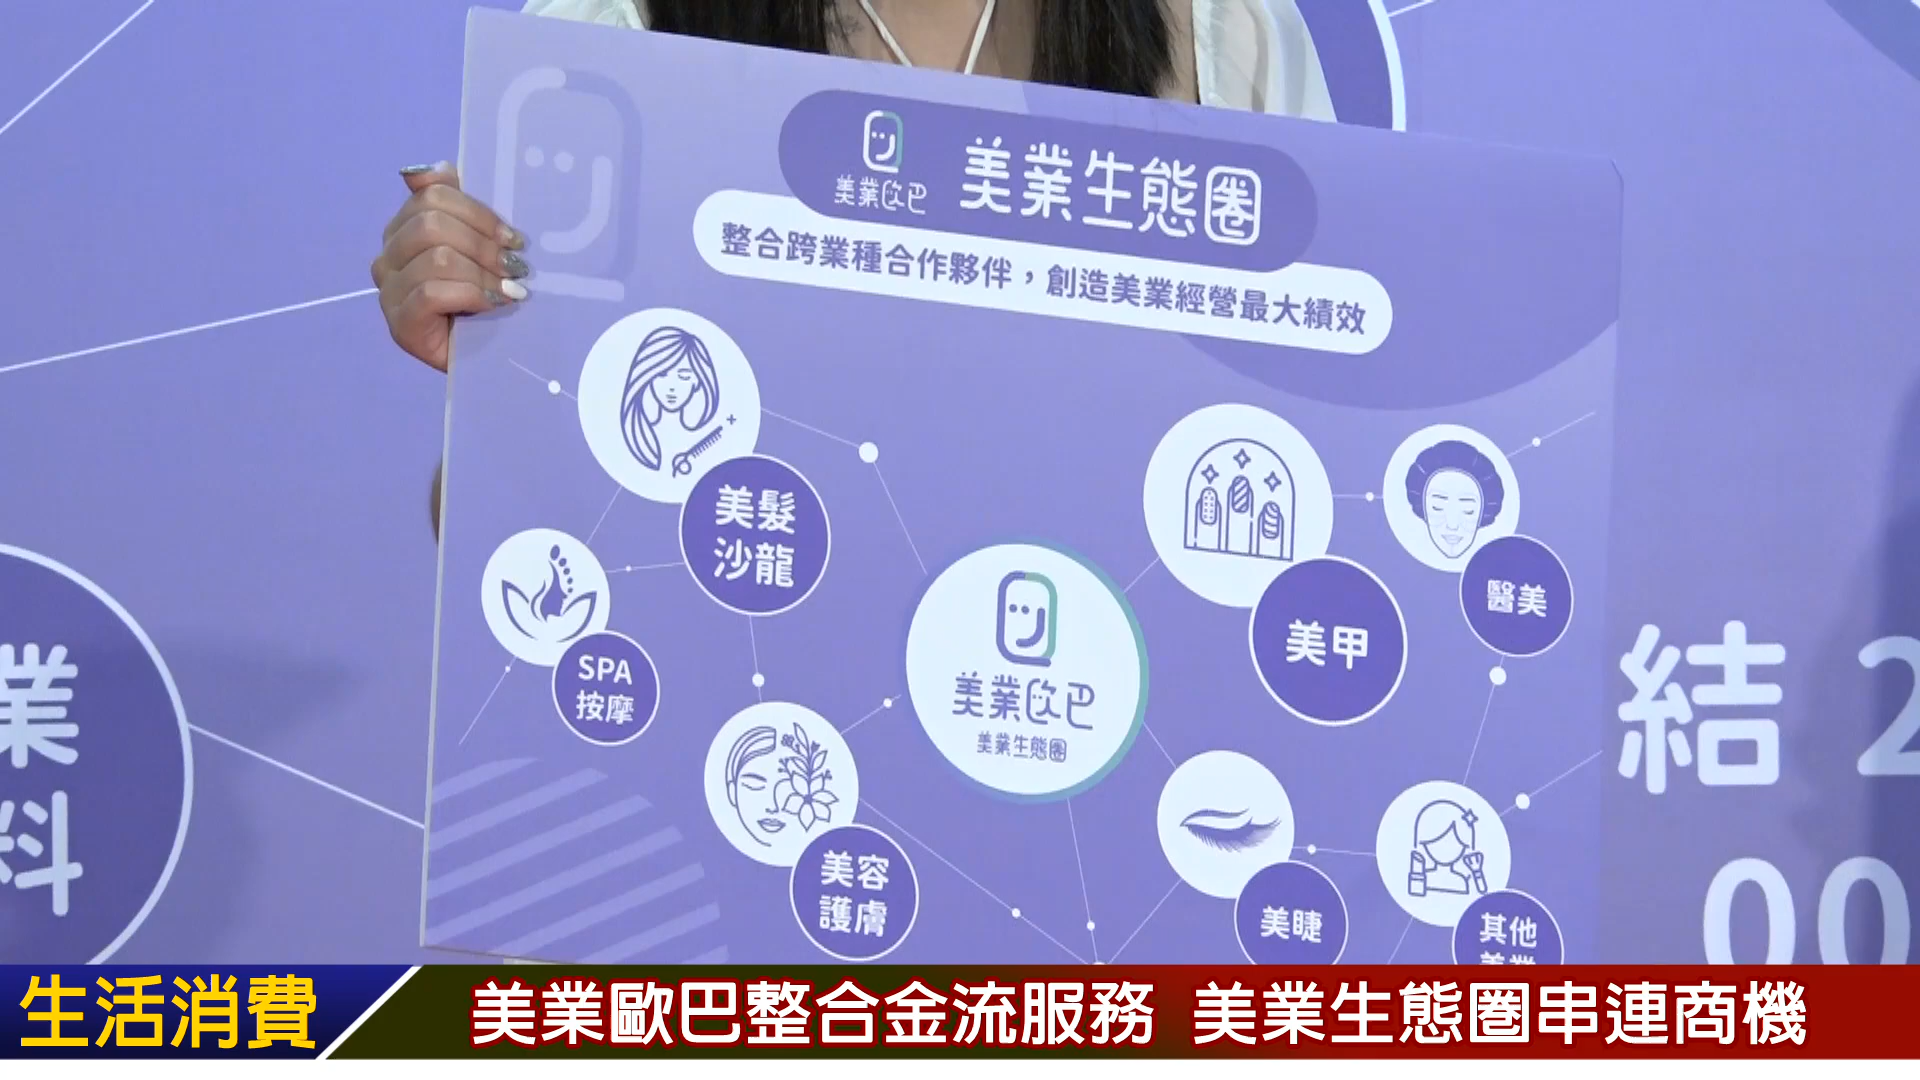 美業歐巴
美業生態圈
整合跨業種合作夥伴，創造美業經營最大績效
美髮
沙龍
SPA
按摩
美容
護膚
美業歐巴
美業生態圈
美甲
醫美
美睫
其他
美業
業
料
結 2
00
生活消費
美業歐巴整合金流服務 美業生態圈串連商機